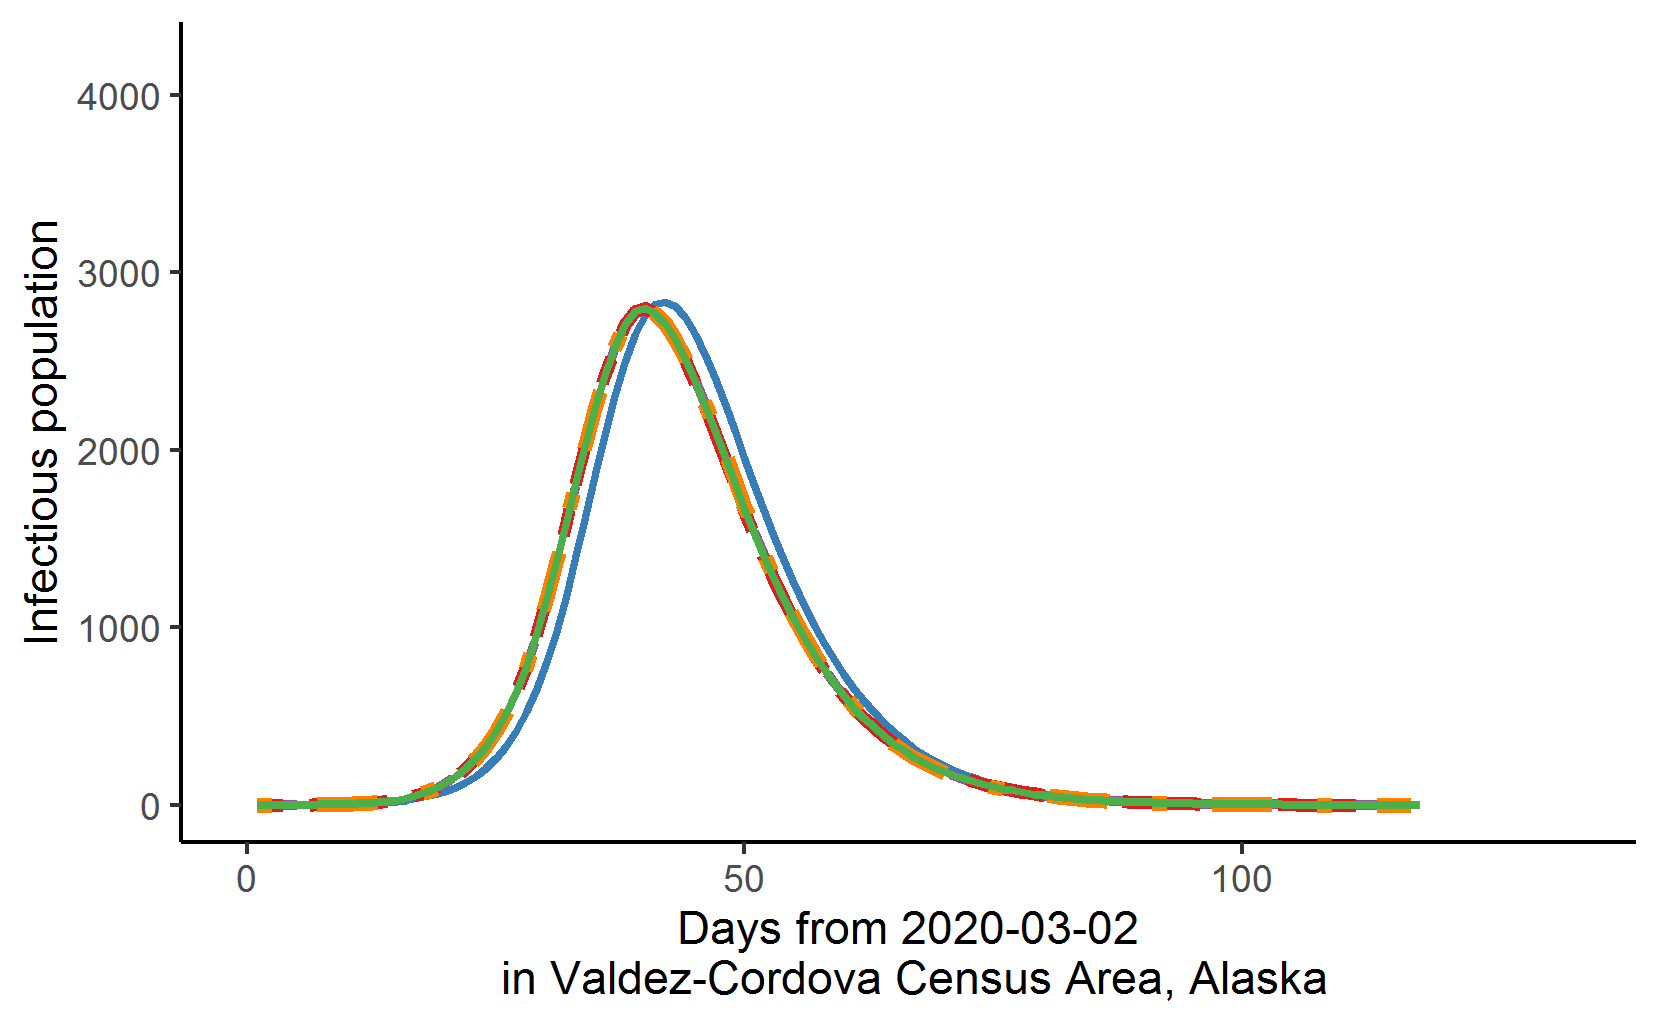 4000
3000
2000
1000
0
Infectious population
0 50 100
Days from 2020-03-02
in Valdez-Cordova Census Area, Alaska